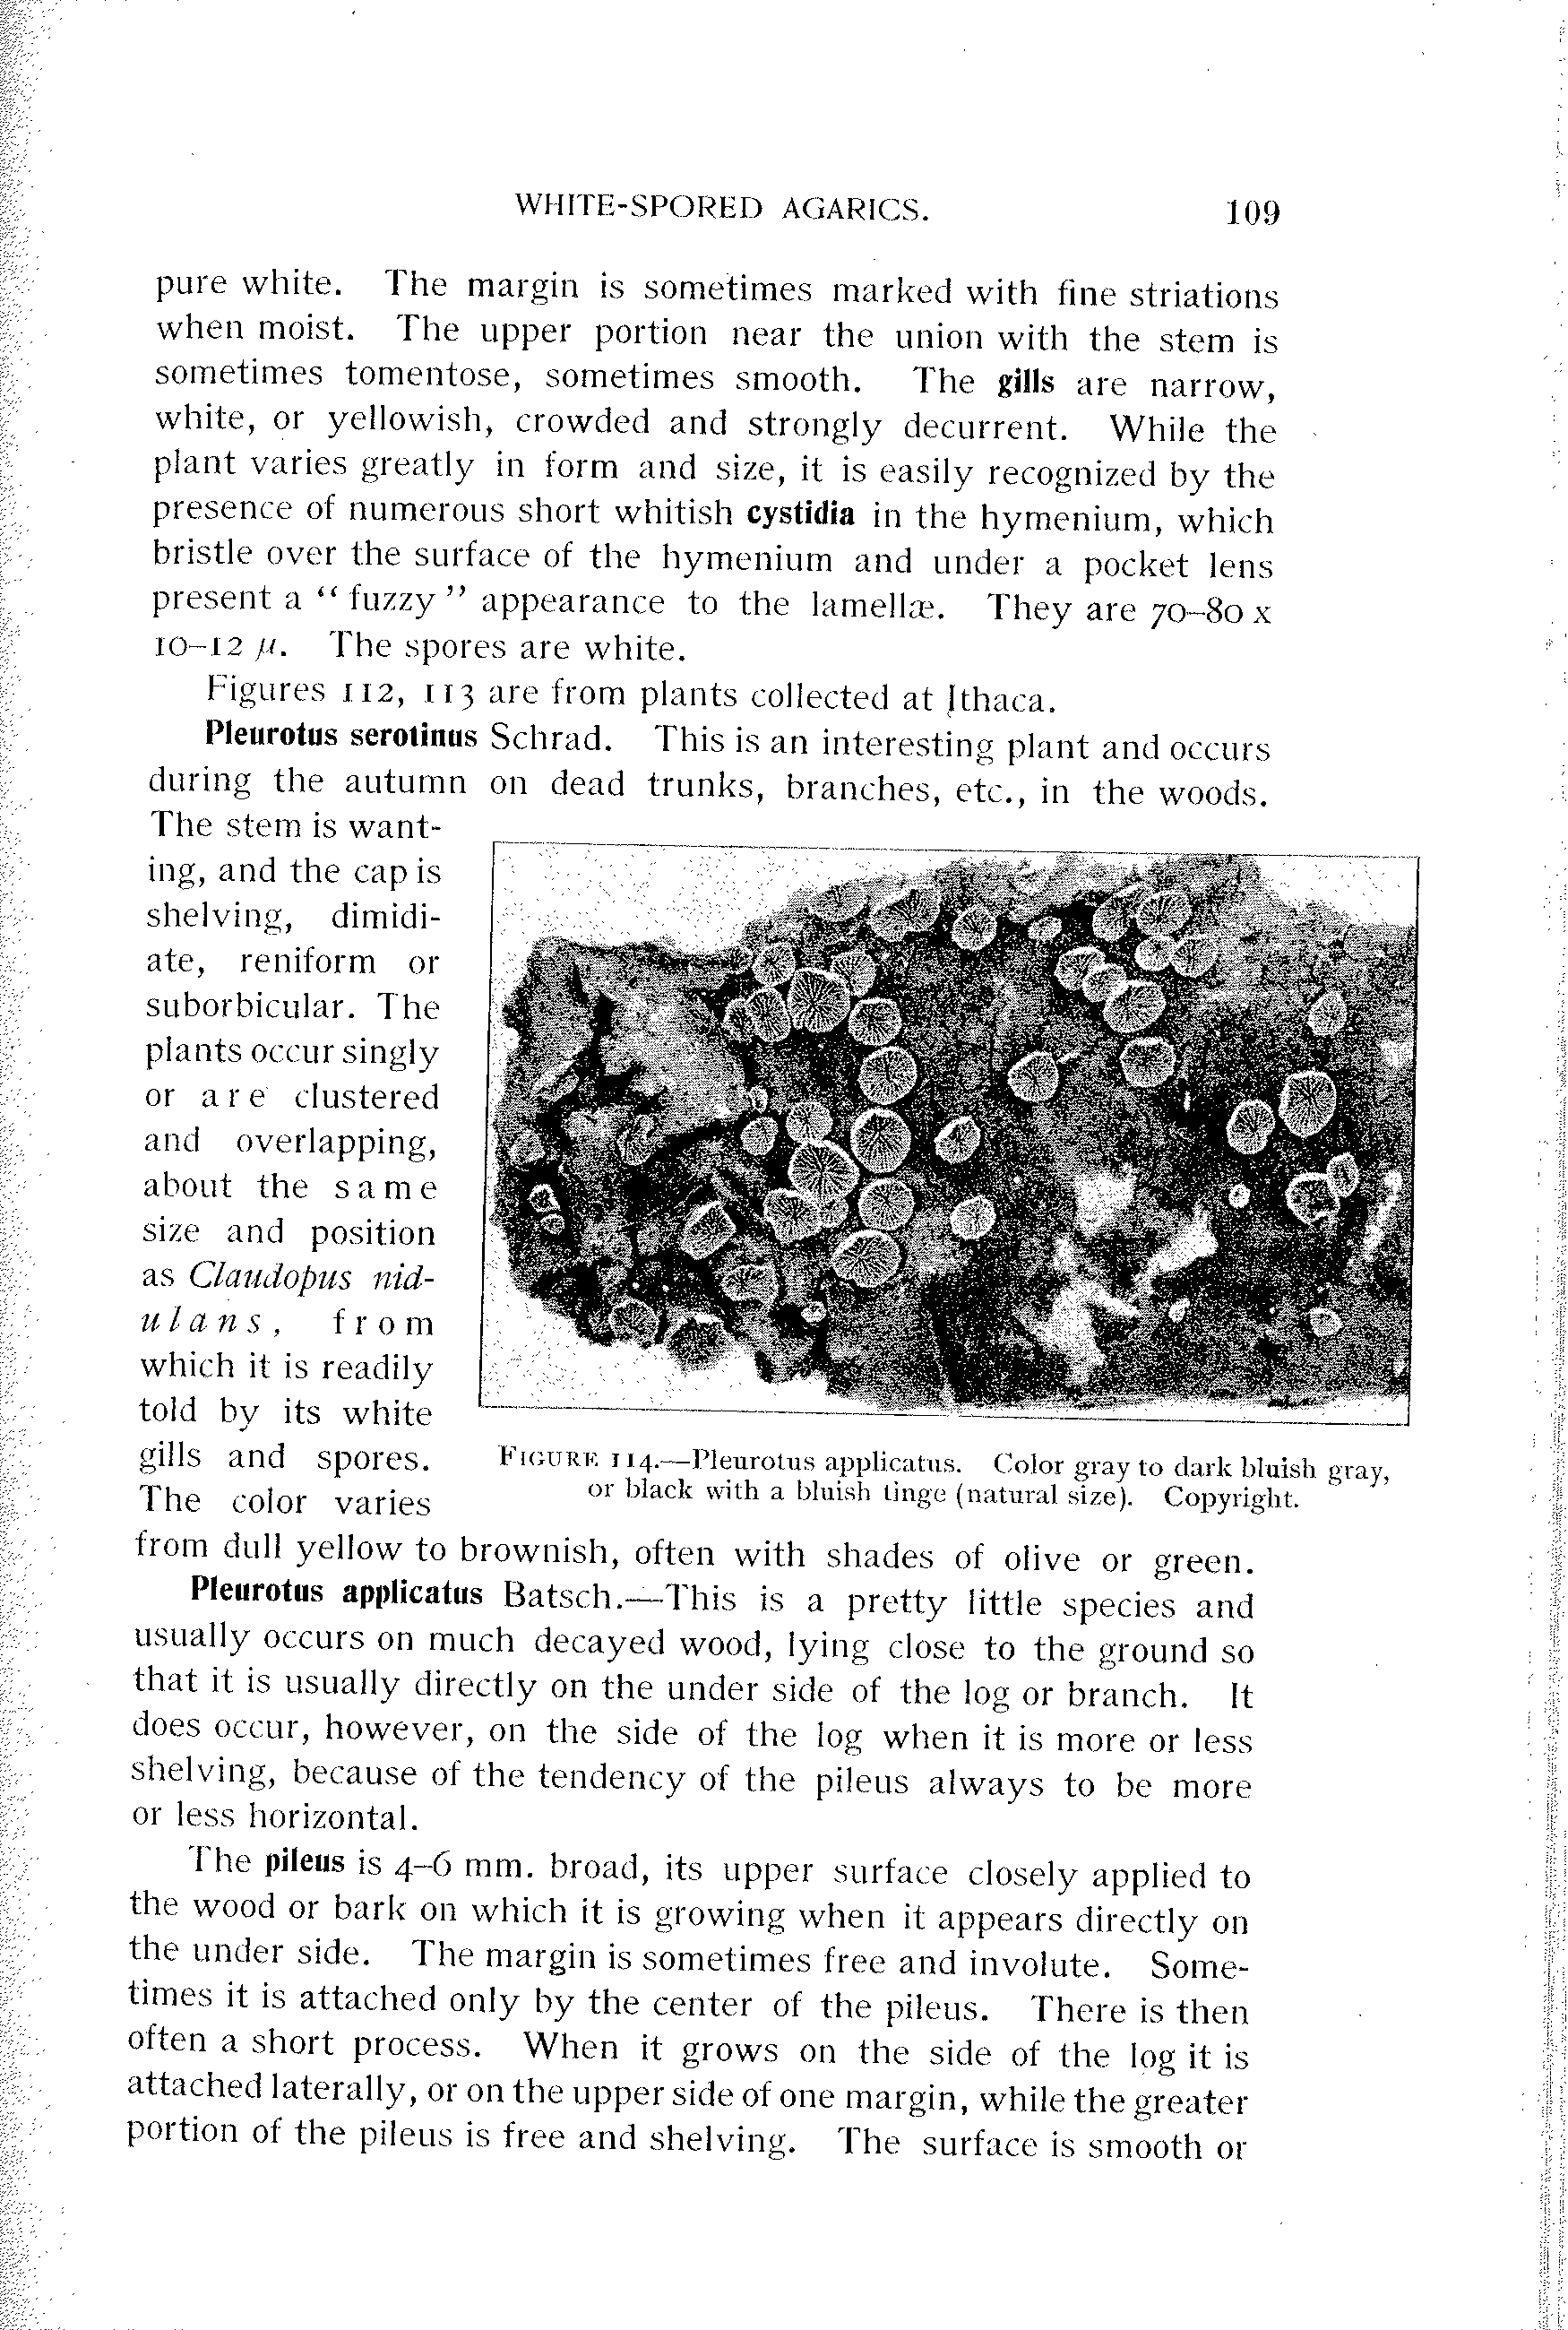 WHITE-SPORED AGARICS. 109
pure white. The margin is sometimes marked with fine striations
when moist. The upper portion near the union with the stem is
sometimes tomentose, sometimes smooth. The gills are narrow,
white, or yellowish, crowded and strongly decurrent. While the
plant varies greatly in form and size, it is easily recognized by the
presence of numerous short whitish cystidia in the hymenium, which
bristle over the surface of the hymenium and under a pocket lens
present a “ fuzzy ” appearance to the lamellæ. They are 70–80 x
10–12 µ. The spores are white.
Figures 112, 113 are from plants collected at Ithaca.
Pleurotus serotinus Schrad. This is an interesting plant and occurs
during the autumn on dead trunks, branches, etc., in the woods.
The stem is want-
ing, and the cap is
shelving, dimidi-
ate, reniform or
suborbicular. The
plants occur singly
or are clustered
and overlapping,
about the same
size and position
as Claudopus nid-
ulans, from
which it is readily
told by its white
gills and spores.
The color varies
FIGURE 114.—Pleurotus applicatus. Color gray to dark bluish gray,
or black with a bluish tinge (natural size). Copyright.
from dull yellow to brownish, often with shades of olive or green.
Pleurotus applicatus Batsch.—This is a pretty little species and
usually occurs on much decayed wood, lying close to the ground so
that it is usually directly on the under side of the log or branch. It
does occur, however, on the side of the log when it is more or less
shelving, because of the tendency of the pileus always to be more
or less horizontal.
The pileus is 4–6 mm. broad, its upper surface closely applied to
the wood or bark on which it is growing when it appears directly on
the under side. The margin is sometimes free and involute. Some-
times it is attached only by the center of the pileus. There is then
often a short process. When it grows on the side of the log it is
attached laterally, or on the upper side of one margin, while the greater
portion of the pileus is free and shelving. The surface is smooth or